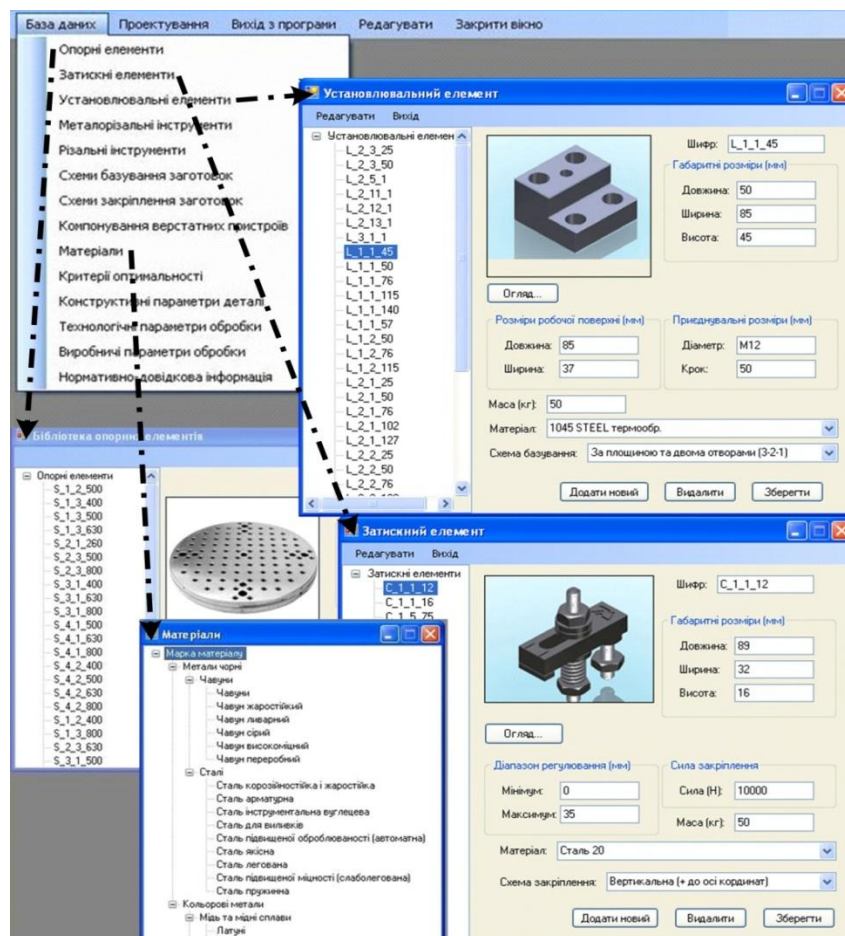 База даних Проектування Вихід з програми Редагувати Закрити вікно
Опорні елементи
Затискні елементи
Установлювальні елементи
Металорізальні інструменти
Різальні інструменти
Схеми базування заготовок
Схеми закріплення заготовок
Компонування верстатних пристроїв
Матеріали
Критерії оптимальності
Конструктивні параметри деталі
Технологічні параметри обробки
Виробничі параметри обробки
Нормативно-довідкова інформація
Установлювальний елемент
Редагувати Вихід
Установлювальні елемен
L_2_3_25
L_2_3_50
L_2_5_1
L_2_11_1
L_2_12_1
L_2_13_1
L_3_1_1
L_1_1_45
L_1_1_50
L_1_1_76
L_1_1_115
L_1_1_140
L_1_1_57
L_1_2_50
L_1_2_76
L_1_2_115
L_2_1_25
L_2_1_50
L_2_1_76
L_2_1_102
L_2_1_127
L_2_2_25
L_2_2_50
L_2_2_76
Шифр: L_1_1_45
Габаритні розміри (мм)
Довжина: 50
Ширина: 85
Висота: 45
Огляд...
Розміри робочої поверхні (мм)
Довжина: 85
Ширина: 37
Приєднувальні розміри (мм)
Діаметр: M12
Крок: 50
Маса (кг): 50
Матеріал: 1045 STEEL термообр.
Схема базування: За площиною та двома отворами (3-2-1)
Додати новий Видалити Зберегти
Бібліотека опорних елементів
Опорні елементи
S_1_2_500
S_1_3_400
S_1_3_500
S_1_3_630
S_2_1_260
S_2_3_500
S_2_3_800
S_3_1_400
S_3_1_630
S_3_1_800
S_4_1_500
S_4_1_630
S_4_1_800
S_4_2_400
S_4_2_500
S_4_2_630
S_4_2_800
S_1_2_400
S_1_3_800
S_2_3_630
S_3_1_500
Затискний елемент
Редагувати Вихід
Затискні елементи
C_1_1_12
C_1_1_16
C_1_5_75
Шифр: C_1_1_12
Габаритні розміри (мм)
Довжина: 89
Ширина: 32
Висота: 16
Огляд...
Діапазон регулювання (мм)
Мінімум: 0
Максимум: 35
Сила закріплення
Сила (Н): 10000
Маса (кг): 50
Матеріал: Сталь 20
Схема закріплення: Вертикальна (+ до осі кординат)
Додати новий Видалити Зберегти
Матеріали
Марка матеріалу
Метали чорні
Чавуни
Чавуни
Чавун жаростійкий
Чавун ливарний
Чавун сірий
Чавун високоміцний
Чавун переробний
Сталі
Сталь корозійностійка і жаростійка
Сталь арматурна
Сталь інструментальна вуглецева
Сталь для виливків
Сталь підвищеної оброблюваності (автоматна)
Сталь якісна
Сталь легована
Сталь підвищеної міцності (слаболегована)
Сталь пружинна
Кольорові метали
Мідь та мідні сплави
Латуні